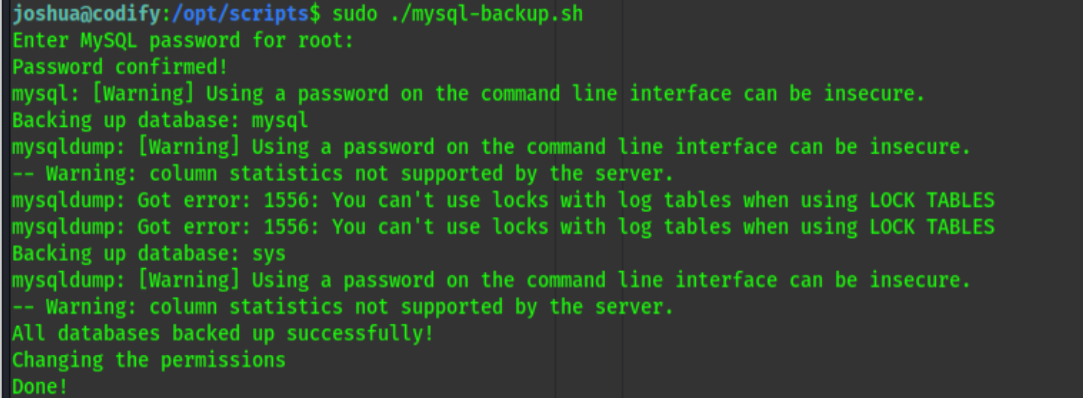 joshua@codify:/opt/scripts$ sudo ./mysql-backup.sh
Enter MySQL password for root:
Password confirmed!
mysql: [Warning] Using a password on the command line interface can be insecure.
Backing up database: mysql
mysqldump: [Warning] Using a password on the command line interface can be insecure.
-- Warning: column statistics not supported by the server.
mysqldump: Got error: 1556: You can't use locks with log tables when using LOCK TABLES
mysqldump: Got error: 1556: You can't use locks with log tables when using LOCK TABLES
Backing up database: sys
mysqldump: [Warning] Using a password on the command line interface can be insecure.
-- Warning: column statistics not supported by the server.
All databases backed up successfully!
Changing the permissions
Done!